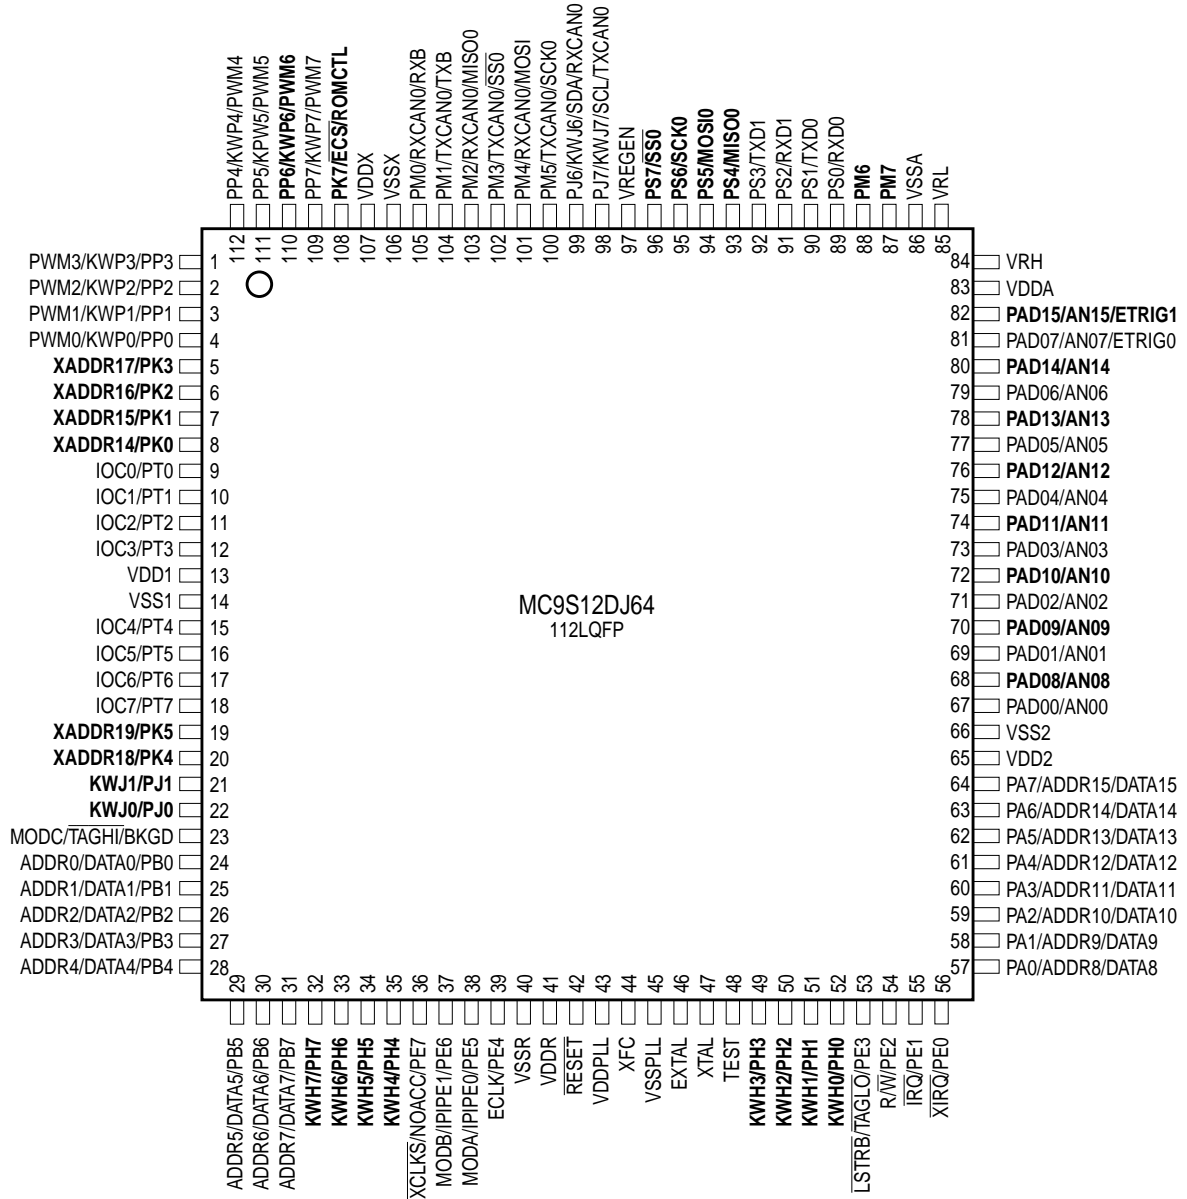 PP4/KWP4/PWM4
PP5/KPW5/PWM5
PP6/KWP6/PWM6
PP7/KWP7/PWM7
PK7/ECS/ROMCTL
VDDX
VSSX
PM0/RXCAN0/RXB
PM1/TXCAN0/TXB
PM2/RXCAN0/MISO0
PM3/TXCAN0/SS0
PM4/RXCAN0/MOSI
PM5/TXCAN0/SCK0
PJ6/KWJ6/SDA/RXCAN0
PJ7/KWJ7/SCL/TXCAN0
VREGEN
PS7/SS0
PS6/SCK0
PS5/MOSI0
PS4/MISO0
PS3/TXD1
PS2/RXD1
PS1/TXD0
PS0/RXD0
PM6
PM7
VSSA
VRL
112
111
110
109
108
107
106
105
104
103
102
101
100
99
98
97
96
95
94
93
92
91
90
89
88
87
86
85
PWM3/KWP3/PP3 1
PWM2/KWP2/PP2 2
PWM1/KWP1/PP1 3
PWM0/KWP0/PP0 4
XADDR17/PK3 5
XADDR16/PK2 6
XADDR15/PK1 7
XADDR14/PK0 8
IOC0/PT0 9
IOC1/PT1 10
IOC2/PT2 11
IOC3/PT3 12
VDD1 13
VSS1 14
IOC4/PT4 15
IOC5/PT5 16
IOC6/PT6 17
IOC7/PT7 18
XADDR19/PK5 19
XADDR18/PK4 20
KWJ1/PJ1 21
KWJ0/PJ0 22
MODC/TAGHI/BKGD 23
ADDR0/DATA0/PB0 24
ADDR1/DATA1/PB1 25
ADDR2/DATA2/PB2 26
ADDR3/DATA3/PB3 27
ADDR4/DATA4/PB4 28
MC9S12DJ64
112LQFP
84 VRH
83 VDDA
82 PAD15/AN15/ETRIG1
81 PAD07/AN07/ETRIG0
80 PAD14/AN14
79 PAD06/AN06
78 PAD13/AN13
77 PAD05/AN05
76 PAD12/AN12
75 PAD04/AN04
74 PAD11/AN11
73 PAD03/AN03
72 PAD10/AN10
71 PAD02/AN02
70 PAD09/AN09
69 PAD01/AN01
68 PAD08/AN08
67 PAD00/AN00
66 VSS2
65 VDD2
64 PA7/ADDR15/DATA15
63 PA6/ADDR14/DATA14
62 PA5/ADDR13/DATA13
61 PA4/ADDR12/DATA12
60 PA3/ADDR11/DATA11
59 PA2/ADDR10/DATA10
58 PA1/ADDR9/DATA9
57 PA0/ADDR8/DATA8
29
30
31
32
33
34
35
36
37
38
39
40
41
42
43
44
45
46
47
48
49
50
51
52
53
54
55
56
ADDR5/DATA5/PB5
ADDR6/DATA6/PB6
ADDR7/DATA7/PB7
KWH7/PH7
KWH6/PH6
KWH5/PH5
KWH4/PH4
XCLKS/NOACC/PE7
MODB/IPIPE1/PE6
MODA/IPIPE0/PE5
ECLK/PE4
VSSR
VDDR
RESET
VDDPLL
XFC
VSSPLL
EXTAL
XTAL
TEST
KWH3/PH3
KWH2/PH2
KWH1/PH1
KWH0/PH0
LSTRB/TAGLO/PE3
R/W/PE2
IRQ/PE1
XIRQ/PE0